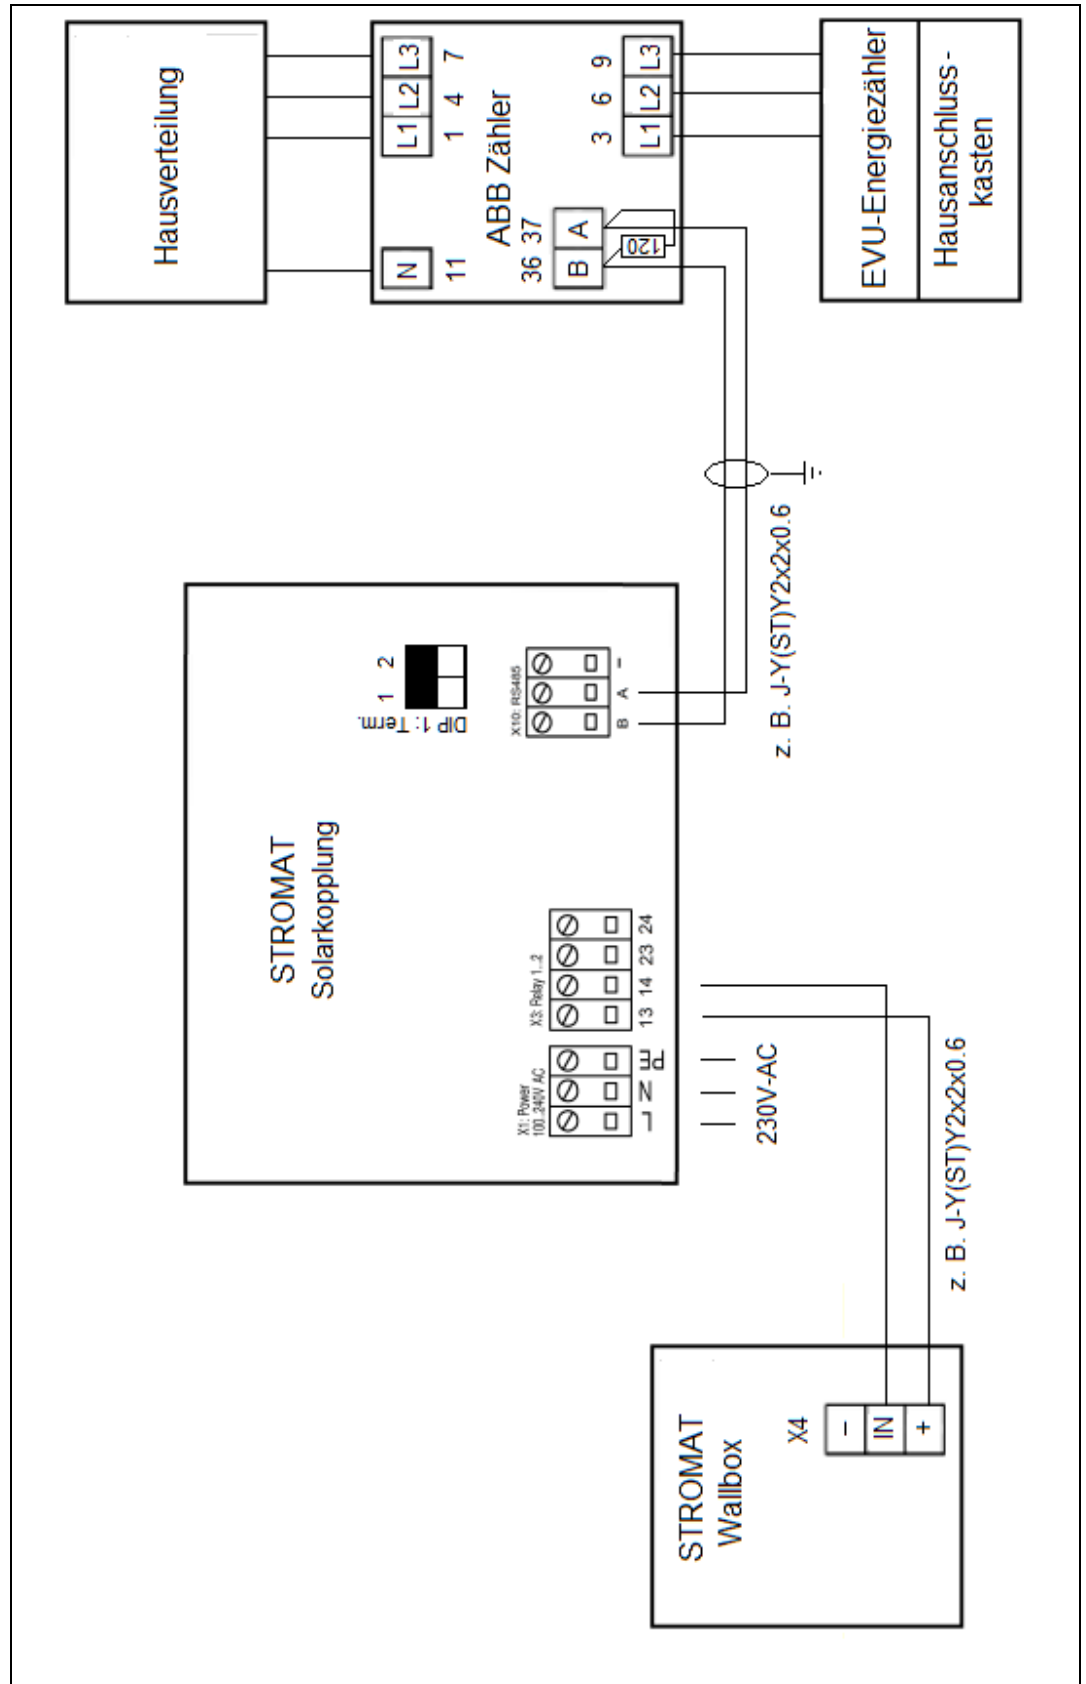 STROMAT
Wallbox
X4
–
IN
+
z. B. J-Y(ST)Y2x2x0.6
STROMAT
Solarkopplung
X1: Power
100..240V AC
L N PE
230V-AC
X3: Relay 1..2
13 14 23 24
DIP 1: Term.
1 2
X10: RS485
B A –
z. B. J-Y(ST)Y2x2x0.6
Hausverteilung
N L1 L2 L3
11 1 4 7
ABB Zähler
36 37
B A
120
3 6 9
L1 L2 L3
EVU-Energiezähler
Hausanschluss-
kasten